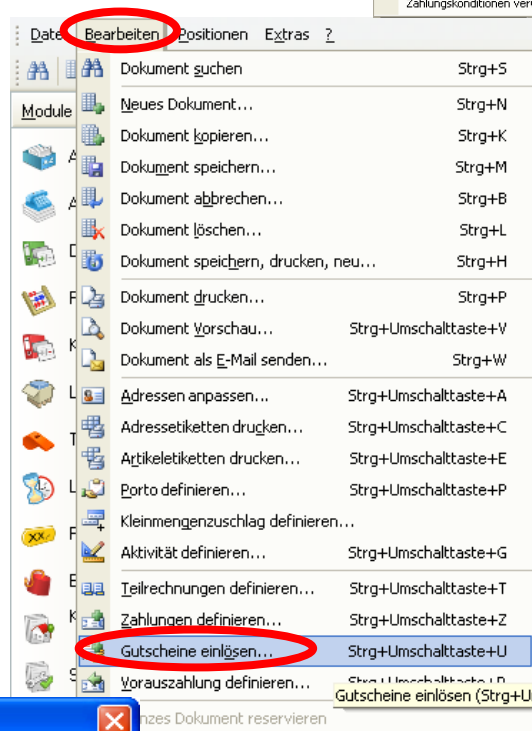 Zahlungskonditionen
Date Bearbeiten Positionen Extras ?
Dokument suchen Strg+S
Module
Neues Dokument... Strg+N
Dokument kopieren... Strg+K
Dokument speichern... Strg+M
Dokument abbrechen... Strg+B
Dokument löschen... Strg+L
Dokument speichern, drucken, neu... Strg+H
Dokument drucken... Strg+P
Dokument Vorschau... Strg+Umschalttaste+V
Dokument als E-Mail senden... Strg+W
Adressen anpassen... Strg+Umschalttaste+A
Adressetiketten drucken... Strg+Umschalttaste+C
Artikeletiketten drucken... Strg+Umschalttaste+E
Porto definieren... Strg+Umschalttaste+P
Kleinmengenzuschlag definieren...
Aktivität definieren... Strg+Umschalttaste+G
Teilrechnungen definieren... Strg+Umschalttaste+T
Zahlungen definieren... Strg+Umschalttaste+Z
Gutscheine einlösen... Strg+Umschalttaste+U
Vorauszahlung definieren...
Gutscheine einlösen (Strg+U
nzes Dokument reservieren